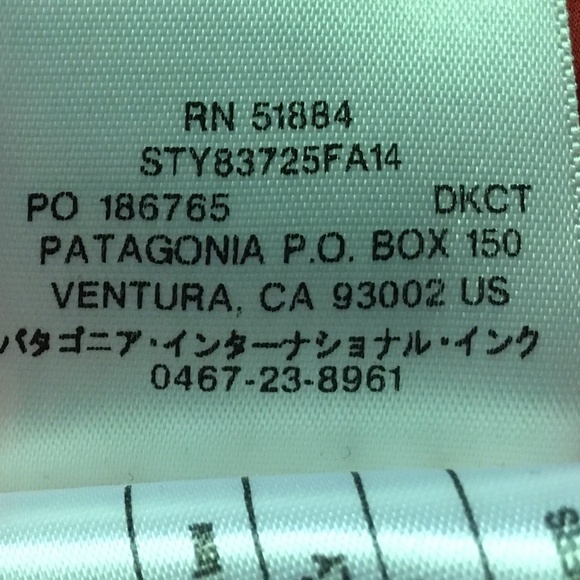 RN 51884
STY83725FA14
PO 186765 DKCT
PATAGONIA P.O. BOX 150
VENTURA, CA 93002 US
パタゴニア・インターナショナル・インク
0467-23-8961